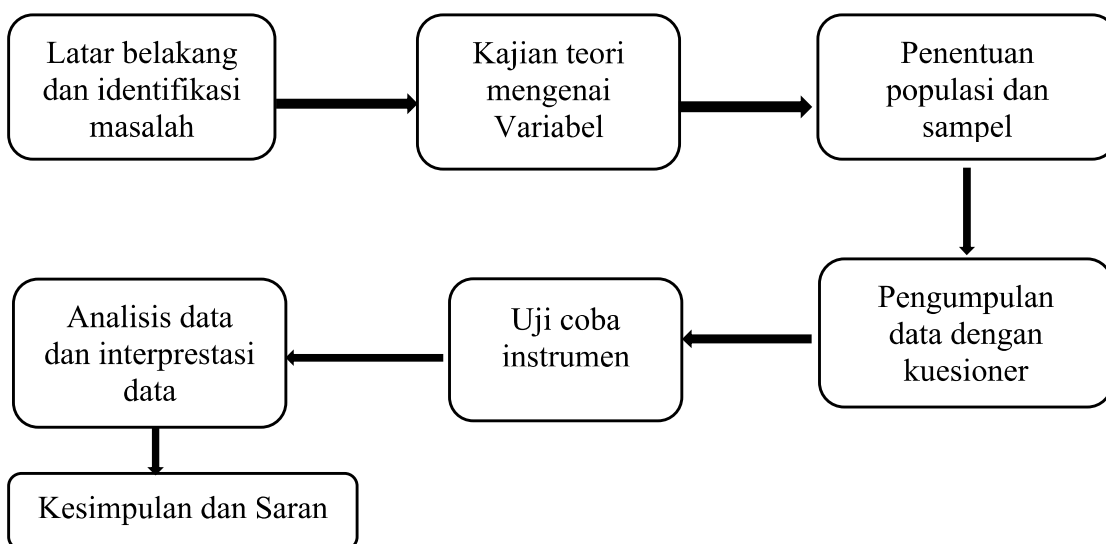 Latar belakang
dan identifikasi
masalah
Kajian teori
mengenai
Variabel
Penentuan
populasi dan
sampel
Pengumpulan
data dengan
kuesioner
Uji coba
instrumen
Analisis data
dan interprestasi
data
Kesimpulan dan Saran